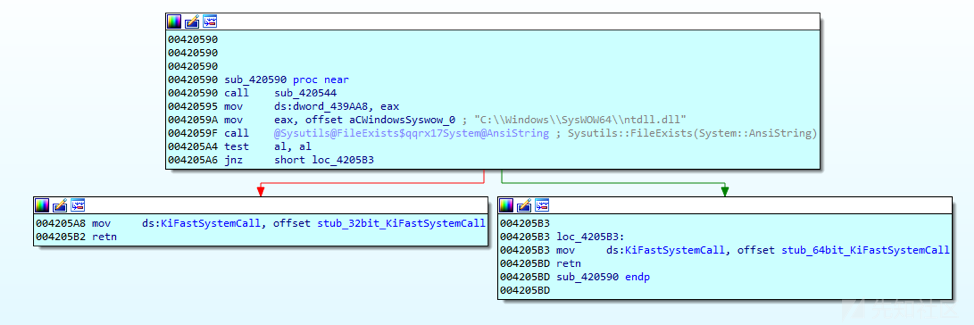 00420590
00420590
00420590
00420590 sub_420590 proc near
00420590 call    sub_420544
00420595 mov     ds:dword_439AA8, eax
0042059A mov     eax, offset aCWindowsSyswow_0 ; "C:\\Windows\\SysWOW64\\ntdll.dll"
0042059F call    @Sysutils@FileExists$qqrx17System@AnsiString ; Sysutils::FileExists(System::AnsiString)
004205A4 test    al, al
004205A6 jnz     short loc_4205B3
004205A8 mov     ds:KiFastSystemCall, offset stub_32bit_KiFastSystemCall
004205B2 retn
004205B3
004205B3 loc_4205B3:
004205B3 mov     ds:KiFastSystemCall, offset stub_64bit_KiFastSystemCall
004205BD retn
004205BD sub_420590 endp
004205BD